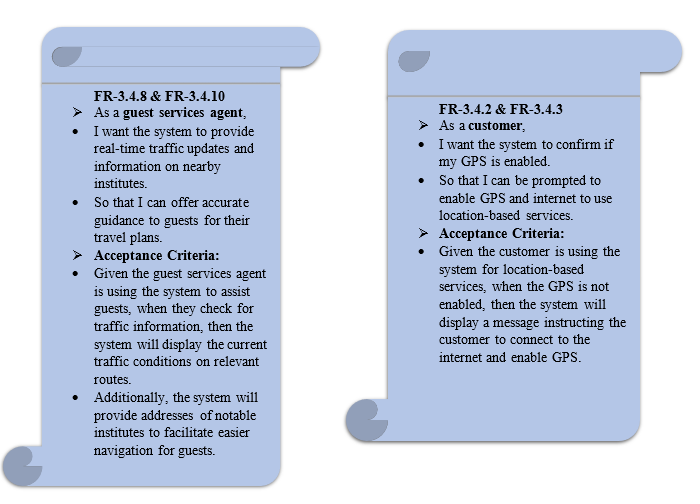 FR-3.4.8 & FR-3.4.10
➢ As a guest services agent,
• I want the system to provide
real-time traffic updates and
information on nearby
institutes.
• So that I can offer accurate
guidance to guests for their
travel plans.
➢ Acceptance Criteria:
• Given the guest services agent
is using the system to assist
guests, when they check for
traffic information, then the
system will display the current
traffic conditions on relevant
routes.
• Additionally, the system will
provide addresses of notable
institutes to facilitate easier
navigation for guests.
FR-3.4.2 & FR-3.4.3
➢ As a customer,
• I want the system to confirm if
my GPS is enabled.
• So that I can be prompted to
enable GPS and internet to use
location-based services.
➢ Acceptance Criteria:
• Given the customer is using the
system for location-based
services, when the GPS is not
enabled, then the system will
display a message instructing the
customer to connect to the
internet and enable GPS.